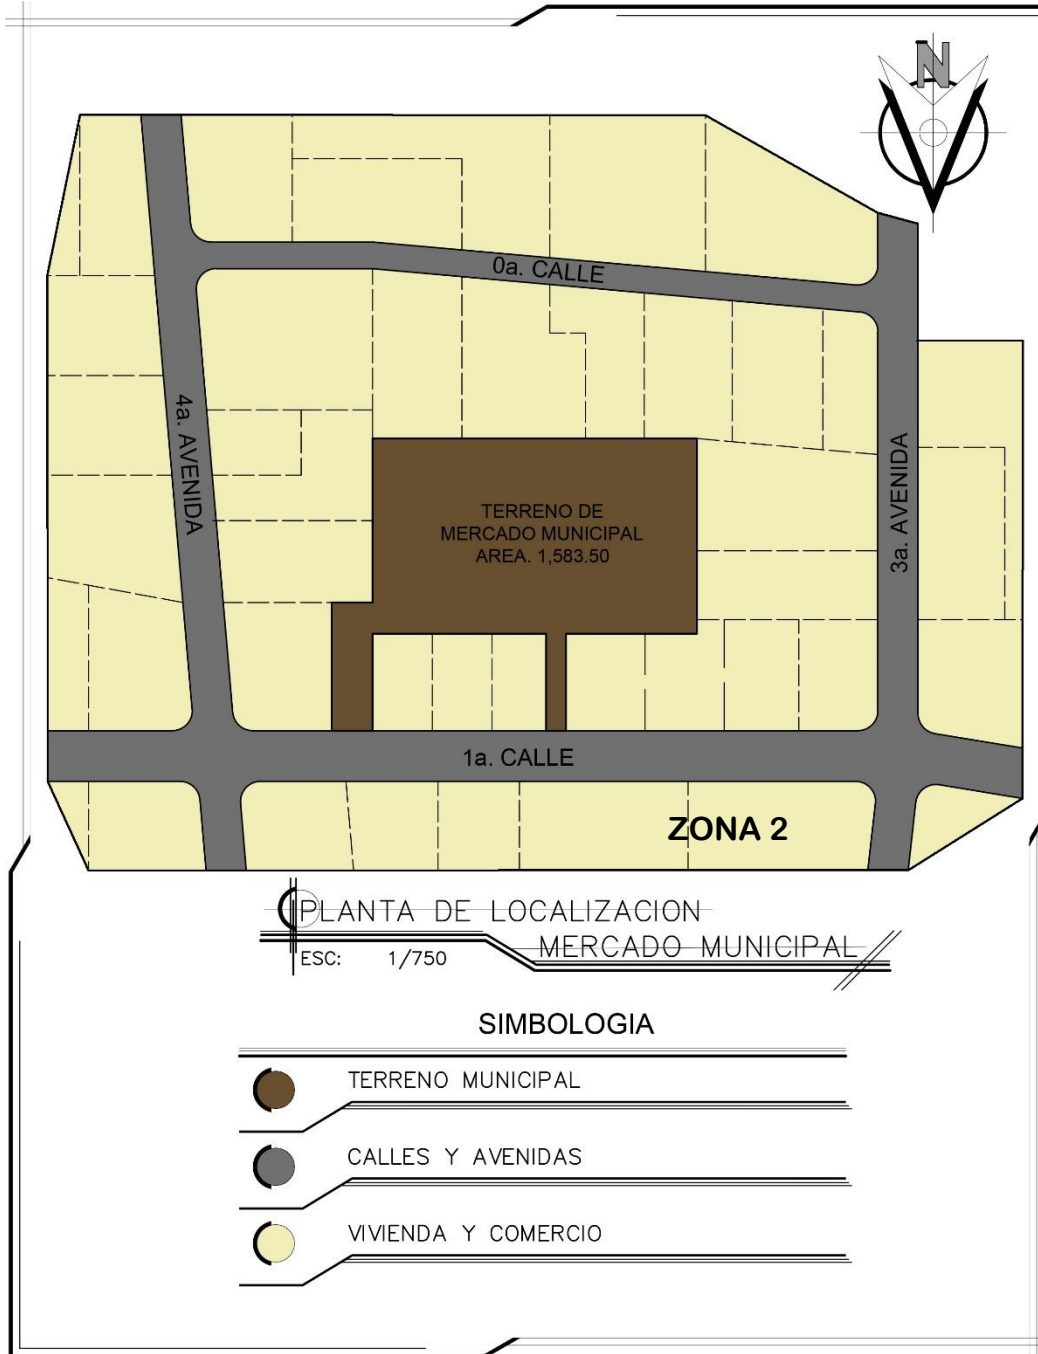 N
0a. CALLE
4a. AVENIDA
3a. AVENIDA
TERRENO DE
MERCADO MUNICIPAL
AREA. 1,583.50
1a. CALLE
ZONA 2
PLANTA DE LOCALIZACION
MERCADO MUNICIPAL
ESC: 1/750
SIMBOLOGIA
TERRENO MUNICIPAL
CALLES Y AVENIDAS
VIVIENDA Y COMERCIO